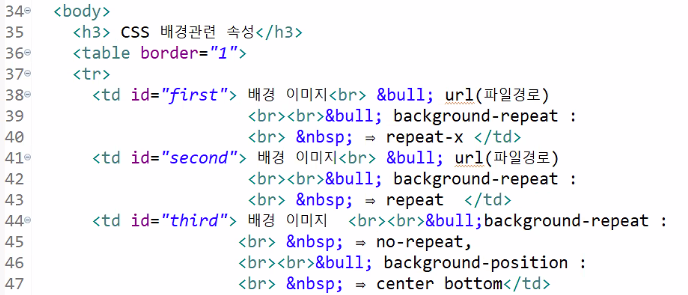 34 <body>
35 <h3> CSS 배경관련 속성</h3>
36 <table border="1">
37 <tr>
38 <td id="first"> 배경 이미지<br> &bull; url(파일경로)
39 <br><br>&bull; background-repeat :
40 <br> &nbsp; ⇒ repeat-x </td>
41 <td id="second"> 배경 이미지<br> &bull; url(파일경로)
42 <br><br>&bull; background-repeat :
43 <br> &nbsp; ⇒ repeat </td>
44 <td id="third"> 배경 이미지 <br><br>&bull;background-repeat :
45 <br> &nbsp; ⇒ no-repeat,
46 <br><br>&bull; background-position :
47 <br> &nbsp; ⇒ center bottom</td>